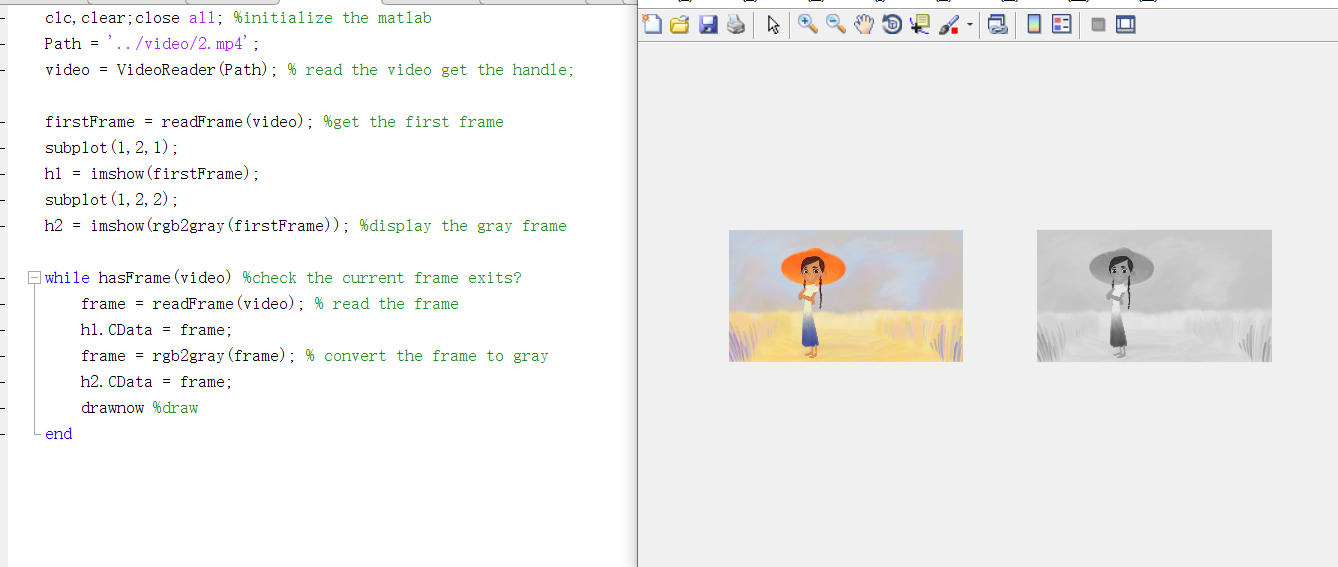 clc,clear;close all; %initialize the matlab
Path = '../video/2.mp4';
video = VideoReader(Path); % read the video get the handle;
firstFrame = readFrame(video); %get the first frame
subplot(1,2,1);
h1 = imshow(firstFrame);
subplot(1,2,2);
h2 = imshow(rgb2gray(firstFrame)); %display the gray frame
while hasFrame(video) %check the current frame exits?
frame = readFrame(video); % read the frame
h1.CData = frame;
frame = rgb2gray(frame); % convert the frame to gray
h2.CData = frame;
drawnow %draw
end